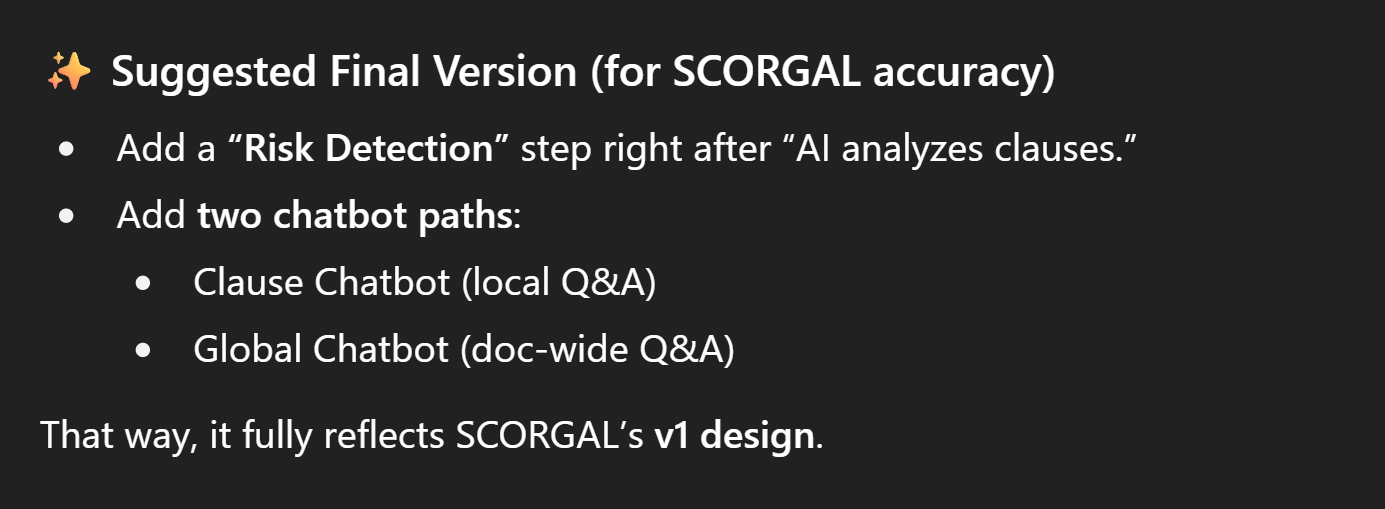 ✨ Suggested Final Version (for SCORGAL accuracy)
• Add a “Risk Detection” step right after “AI analyzes clauses.”
• Add two chatbot paths:
• Clause Chatbot (local Q&A)
• Global Chatbot (doc-wide Q&A)
That way, it fully reflects SCORGAL’s v1 design.